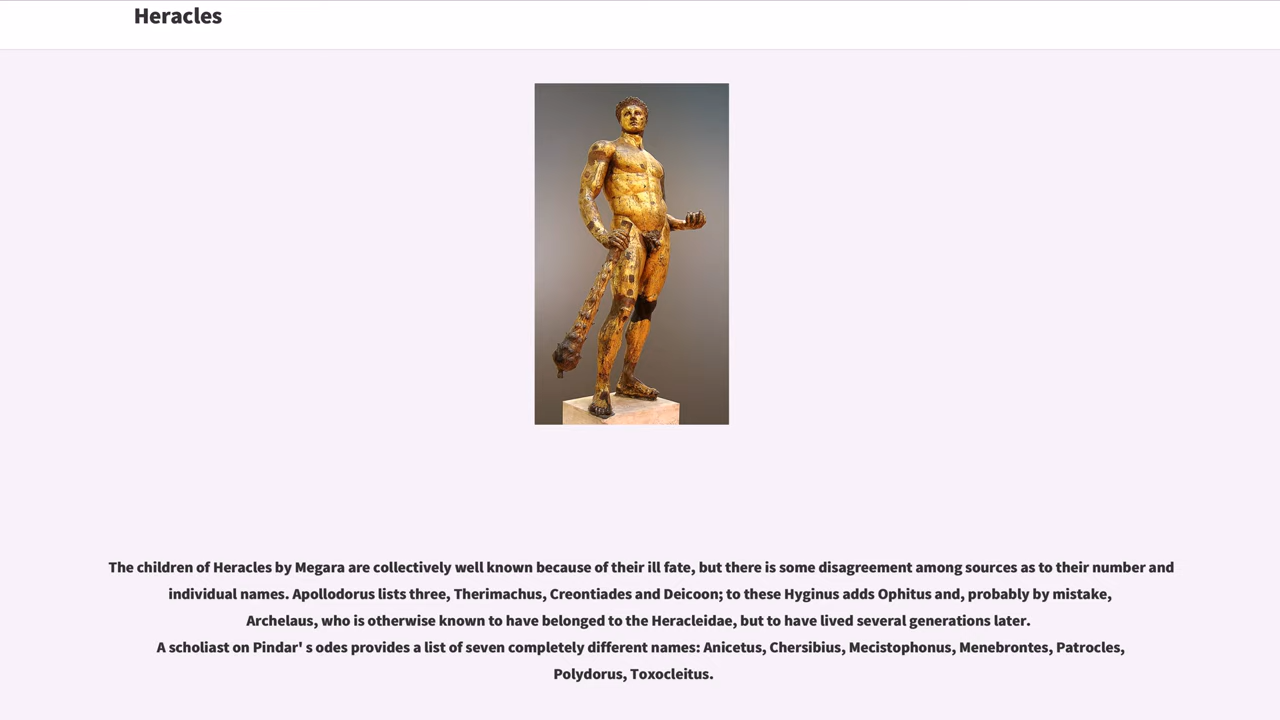 Heracles
The children of Heracles by Megara are collectively well known because of their ill fate, but there is some disagreement among sources as to their number and
individual names. Apollodorus lists three, Therimachus, Creontiades and Deicoon; to these Hyginus adds Ophitus and, probably by mistake,
Archelaus, who is otherwise known to have belonged to the Heracleidae, but to have lived several generations later.
A scholiast on Pindar' s odes provides a list of seven completely different names: Anicetus, Chersibius, Mecistophonus, Menebrontes, Patrocles,
Polydorus, Toxocleitus.